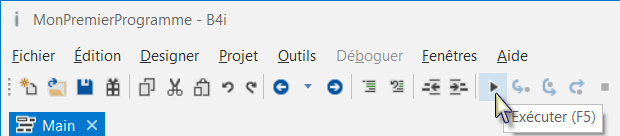 MonPremierProgramme - B4i
Fichier Édition Designer Projet Outils Déboguer Fenêtres Aide
Exécuter (F5)
Main